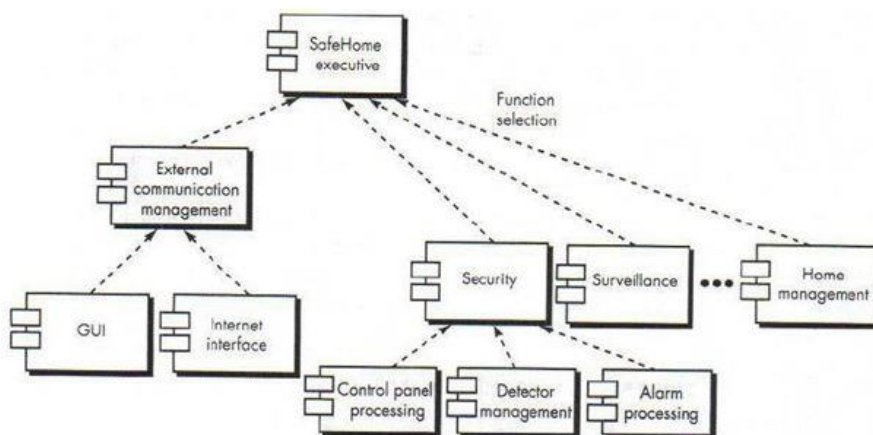 SafeHome
executive
Function
selection
External
communication
management
Security
Surveillance
Home
management
GUI
Internet
interface
Control panel
processing
Detector
management
Alarm
processing